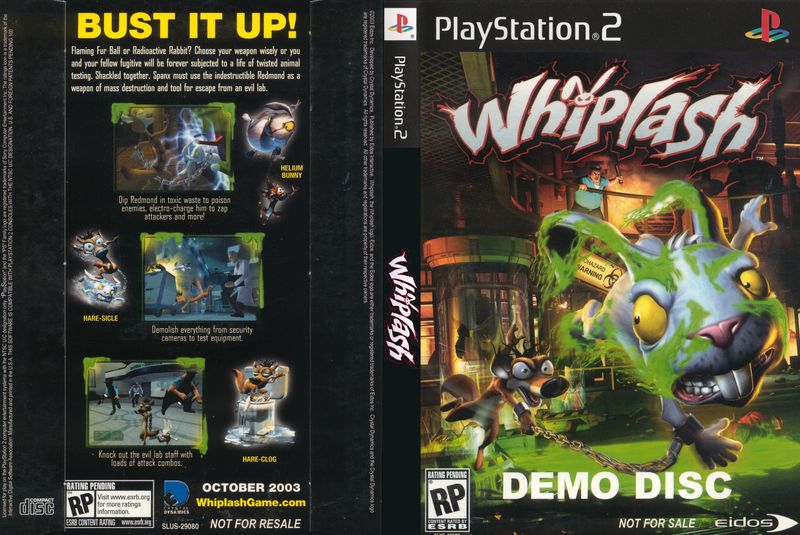 BUST IT UP!
Flaming Fur Ball or Radioactive Rabbit? Choose your weapon wisely or you
and your fellow fugitive will be forever subjected to a life of twisted animal
testing. Shackled together, Spanx must use the indestructible Redmond as a
weapon of mass destruction and tool for escape from an evil lab.
HELIUM
BUNNY
Dip Redmond in toxic waste to poison
enemies, electro-charge him to zap
attackers and more!
HARE-SICLE
Demolish everything from security
cameras to test equipment.
Knock out the evil lab staff with
loads of attack combos.
HARE-CLOG
COMPACT
disc
RATING PENDING
RP
ESRB CONTENT RATING
Visit www.esrb.org
for more ratings
information.
www.esrb.org
CRYSTAL
DYNAMICS
SLUS-29080
OCTOBER 2003
WhiplashGame.com
NOT FOR RESALE
PlayStation®2
Whiplash
PlayStation®2
Whiplash™
BIOHAZARD
WARNING
DEMO DISC
RATING PENDING
RP
CONTENT RATED BY
ESRB
NOT FOR SALE
eidos